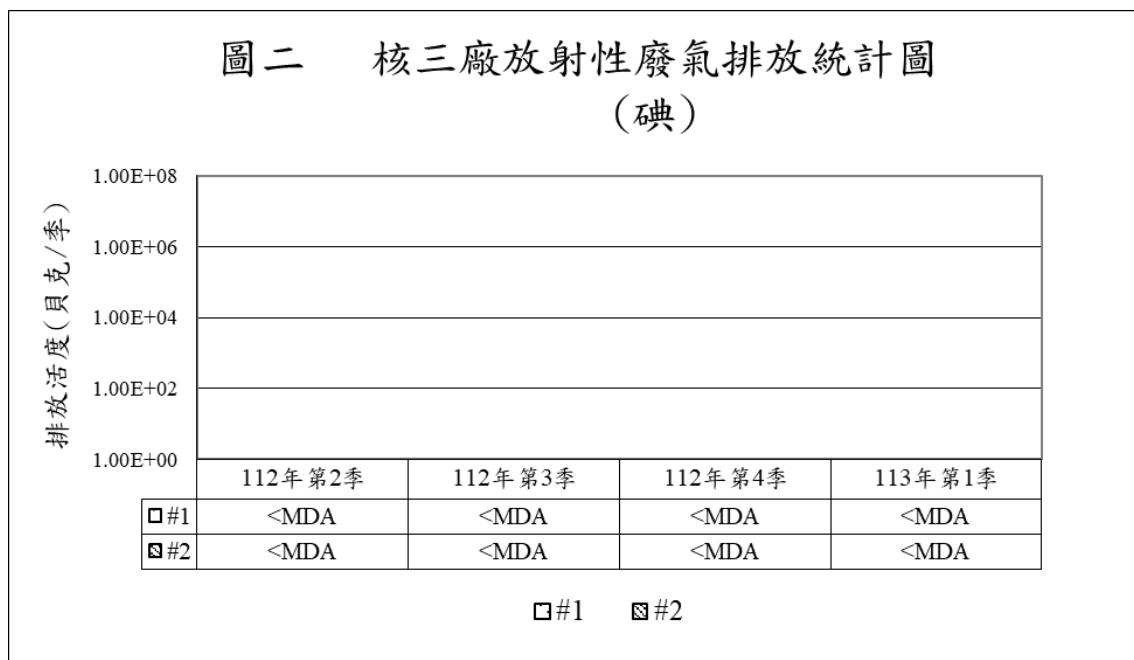 圖二 核三廠放射性廢氣排放統計圖
(碘)
排放活度(貝克/季)
1.00E+08
1.00E+06
1.00E+04
1.00E+02
1.00E+00
112年第2季 112年第3季 112年第4季 113年第1季
#1 <MDA <MDA <MDA <MDA
#2 <MDA <MDA <MDA <MDA
#1 #2